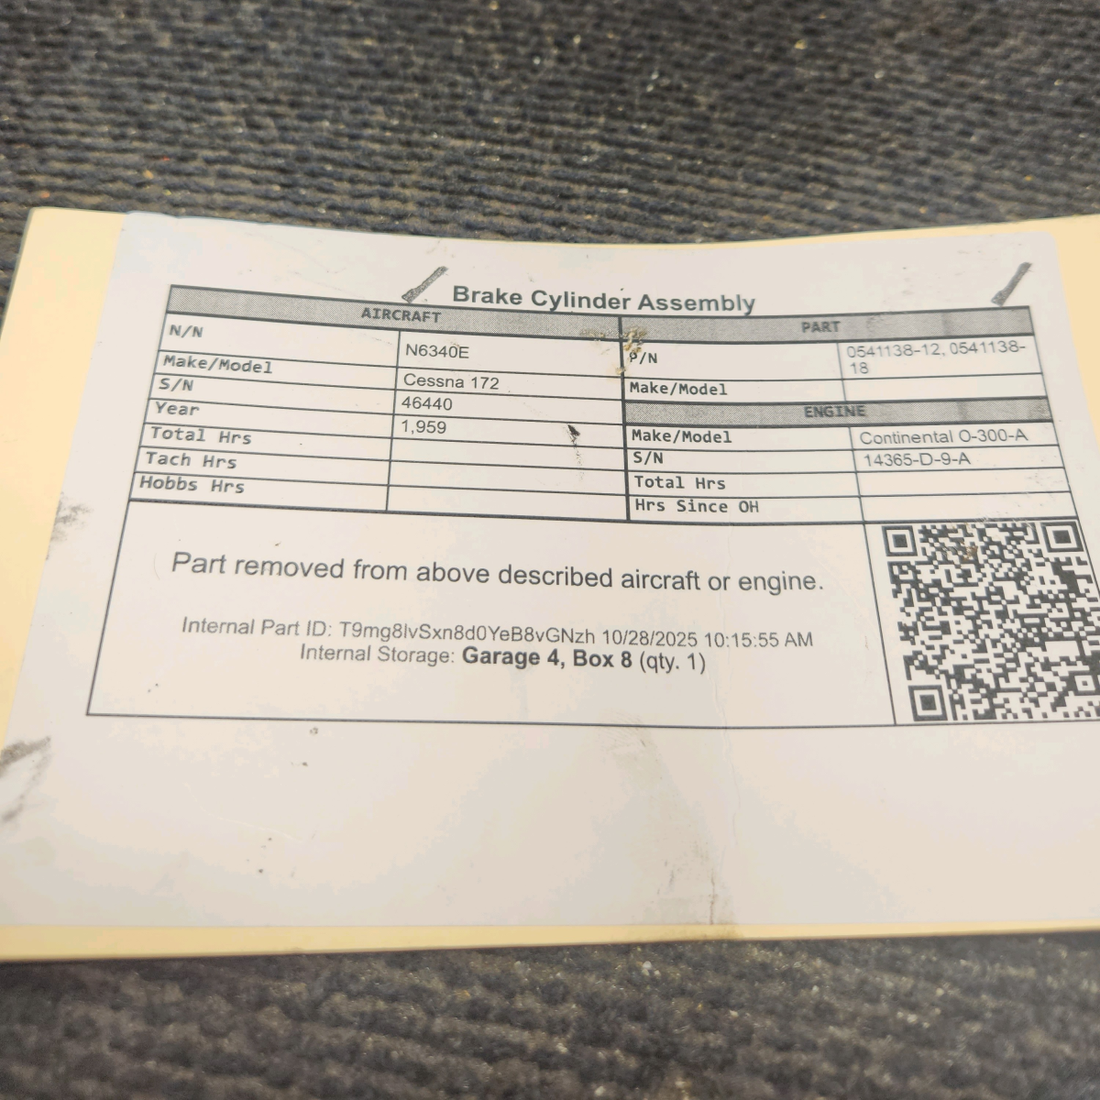 Brake Cylinder Assembly
AIRCRAFT
N/N N6340E
Make/Model Cessna 172
S/N 46440
Year 1,959
Total Hrs
Tach Hrs
Hobbs Hrs
PART
P/N 0541138-12, 0541138-
18
Make/Model
ENGINE
Make/Model Continental O-300-A
S/N 14365-D-9-A
Total Hrs
Hrs Since OH
Part removed from above described aircraft or engine.
Internal Part ID: T9mg8lvSxn8d0YeB8vGNzh 10/28/2025 10:15:55 AM
Internal Storage: Garage 4, Box 8 (qty. 1)